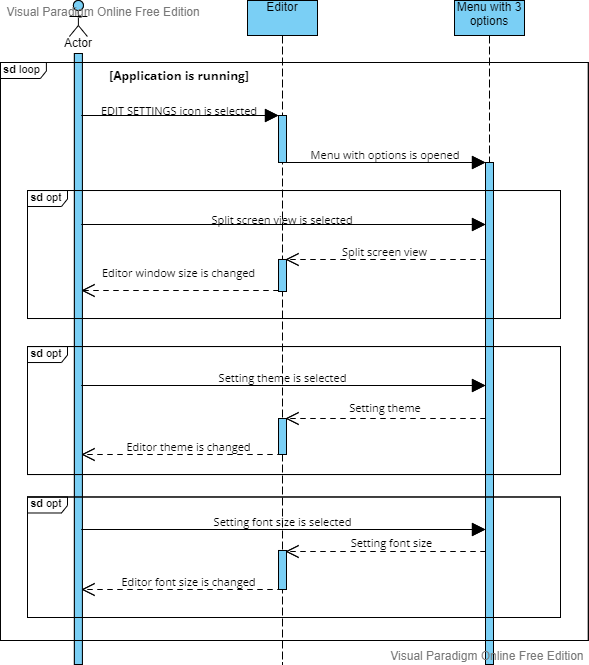 Visual Paradigm Online Free Edition
Editor
Menu with 3
options
Actor
sd loop
[Application is running]
EDIT SETTINGS icon is selected
Menu with options is opened
sd opt
Split screen view is selected
Split screen view
Editor window size is changed
sd opt
Setting theme is selected
Setting theme
Editor theme is changed
sd opt
Setting font size is selected
Setting font size
Editor font size is changed
Visual Paradigm Online Free Edition